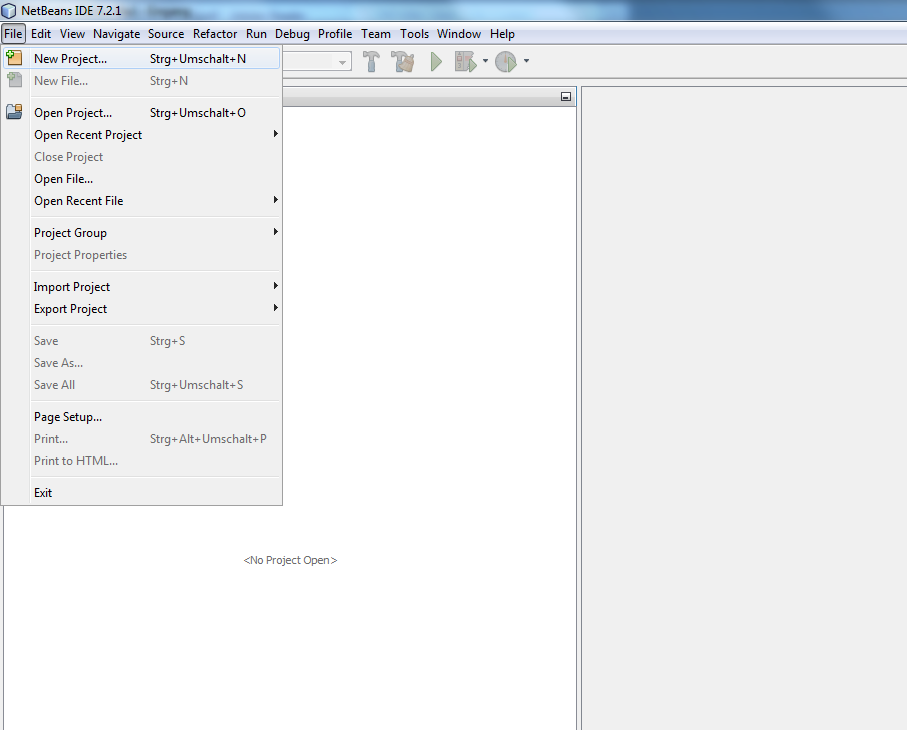 NetBeans IDE 7.2.1
File Edit View Navigate Source Refactor Run Debug Profile Team Tools Window Help
New Project... Strg+Umschalt+N
New File... Strg+N
Open Project... Strg+Umschalt+O
Open Recent Project
Close Project
Open File...
Open Recent File
Project Group
Project Properties
Import Project
Export Project
Save Strg+S
Save As...
Save All Strg+Umschalt+S
Page Setup...
Print... Strg+Alt+Umschalt+P
Print to HTML...
Exit
<No Project Open>